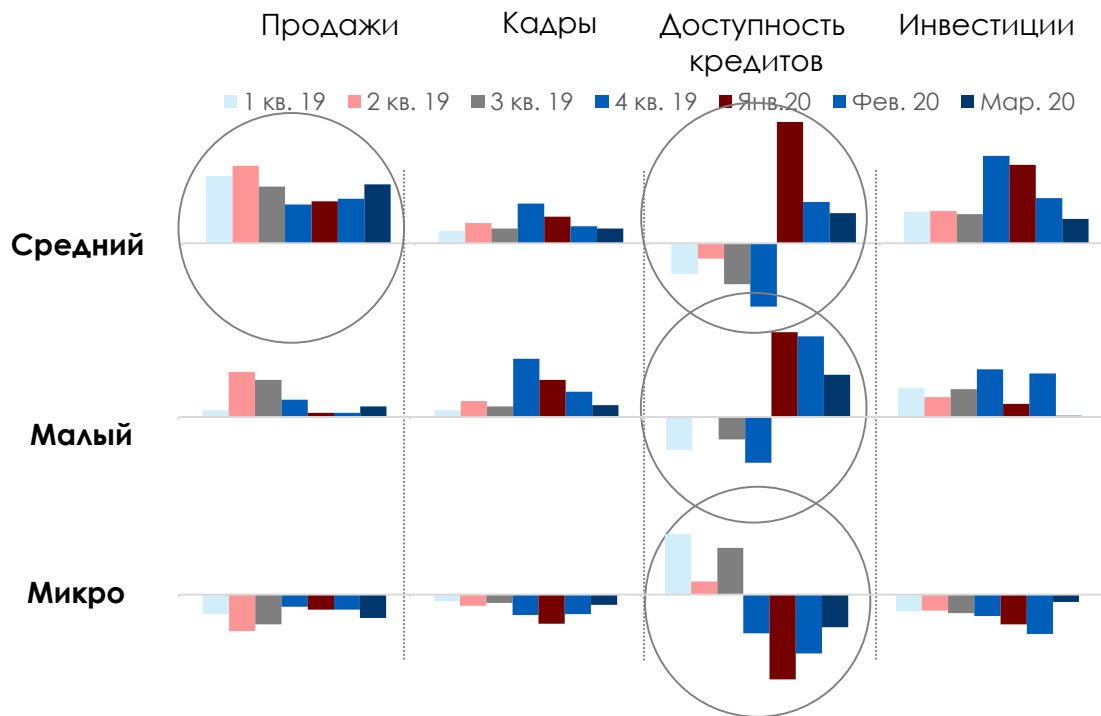 Продажи Кадры Доступность кредитов Инвестиции
1 кв. 19 2 кв. 19 3 кв. 19 4 кв. 19 Янв.20 Фев. 20 Мар. 20
Средний
Малый
Микро